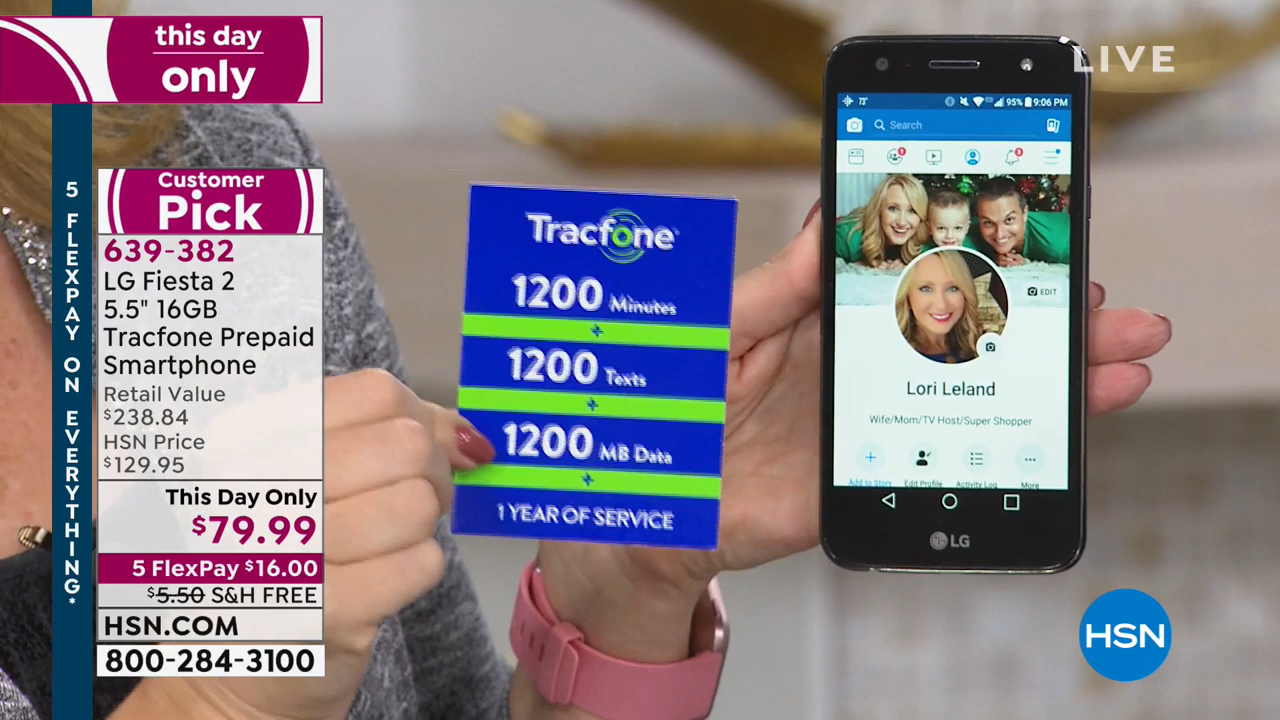 this day
only
5 FLEXPAY ON EVERYTHING*
Customer
Pick
639-382
LG Fiesta 2
5.5" 16GB
Tracfone Prepaid
Smartphone
Retail Value
$238.84
HSN Price
$129.95
This Day Only
$79.99
5 FlexPay $16.00
$5.50 S&H FREE
HSN.COM
800-284-3100
Tracfone
1200 Minutes
+
1200 Texts
+
1200 MB Data
+
1 YEAR OF SERVICE
LIVE
73° 95% 9:06 PM
Search
EDIT
Lori Leland
Wife/Mom/TV Host/Super Shopper
Add to Story Edit Profile Activity Log More
LG
HSN